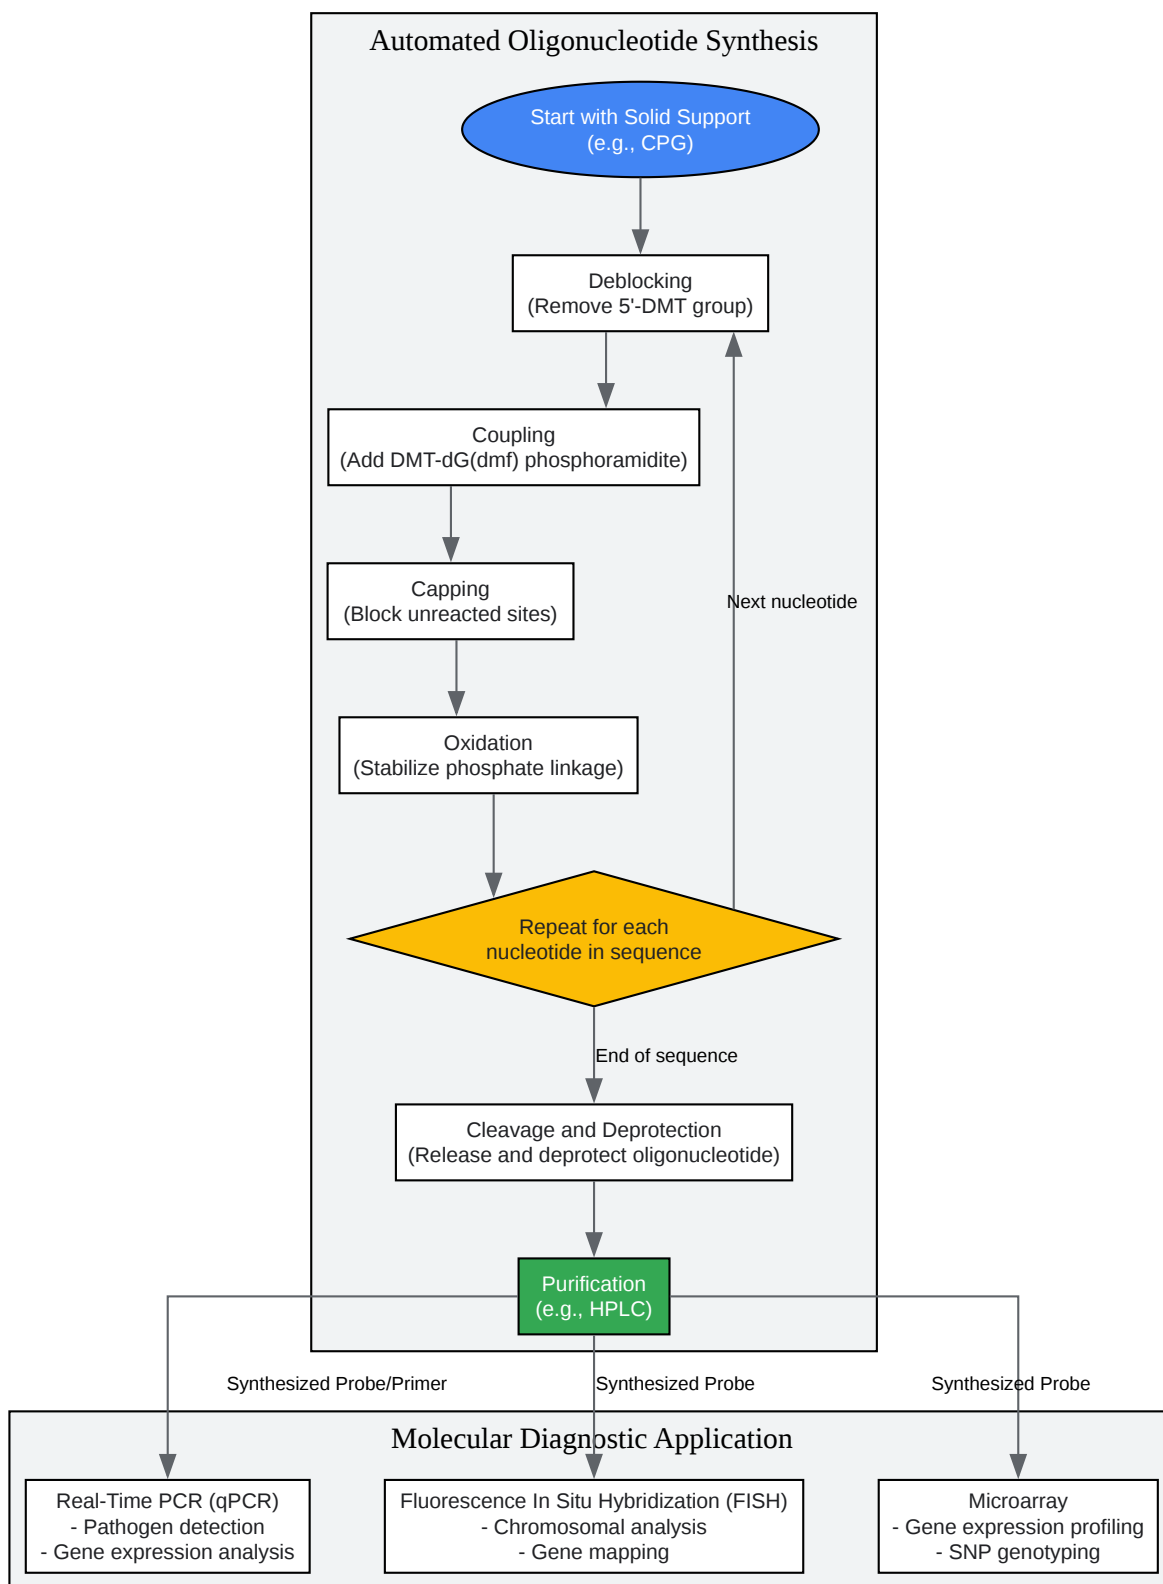 Automated Oligonucleotide Synthesis
Start with Solid Support
(e.g., CPG)
Deblocking
(Remove 5'-DMT group)
Coupling
(Add DMT-dG(dmf) phosphoramidite)
Capping
(Block unreacted sites)
Next nucleotide
Oxidation
(Stabilize phosphate linkage)
Repeat for each
nucleotide in sequence
End of sequence
Cleavage and Deprotection
(Release and deprotect oligonucleotide)
Purification
(e.g., HPLC)
Synthesized Probe/Primer
Synthesized Probe
Synthesized Probe
Molecular Diagnostic Application
Real-Time PCR (qPCR)
- Pathogen detection
- Gene expression analysis
Fluorescence In Situ Hybridization (FISH)
- Chromosomal analysis
- Gene mapping
Microarray
- Gene expression profiling
- SNP genotyping